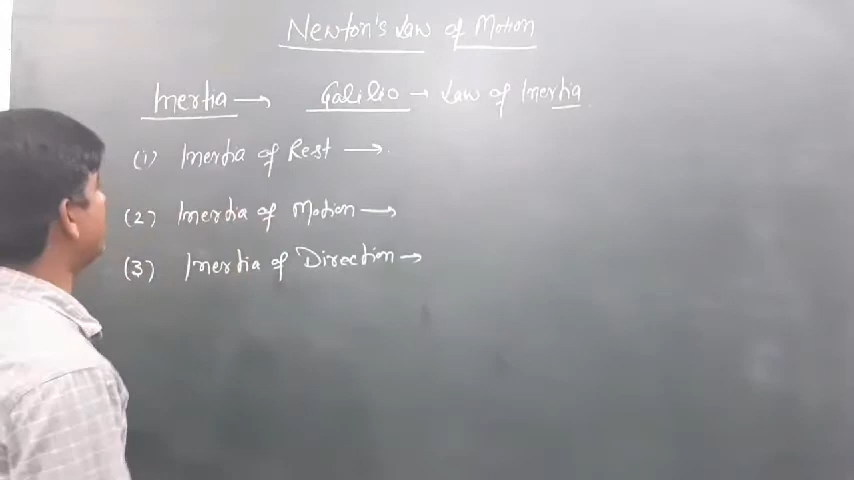 Newton's Law of Motion
Inertia → Galilio → Law of Inertia
(1) Inertia of Rest →
(2) Inertia of Motion →
(3) Inertia of Direction →